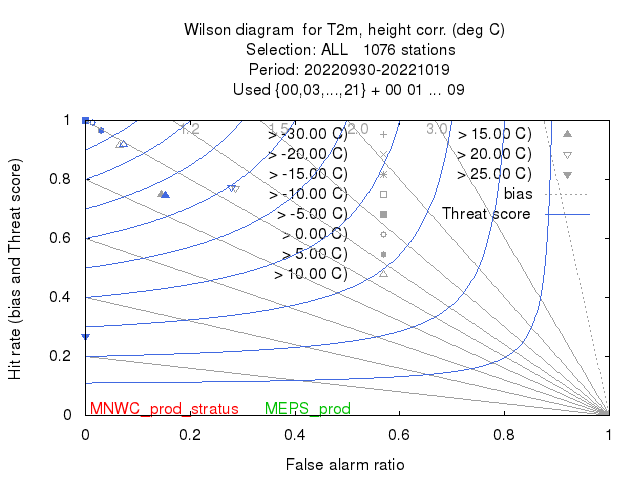 Wilson diagram for T2m, height corr. (deg C)
Selection: ALL 1076 stations
Period: 20220930-20221019
Used {00,03,...,21} + 00 01 ... 09
1.2 1.5 2.0 3.0
> -30.00 C)
> -20.00 C)
> -15.00 C)
> -10.00 C)
> -5.00 C)
> 0.00 C)
> 5.00 C)
> 10.00 C)
> 15.00 C)
> 20.00 C)
> 25.00 C)
bias
Threat score
Hit rate (bias and Threat score)
1
0.8
0.6
0.4
0.2
0
MNWC_prod_stratus MEPS_prod
0 0.2 0.4 0.6 0.8 1
False alarm ratio